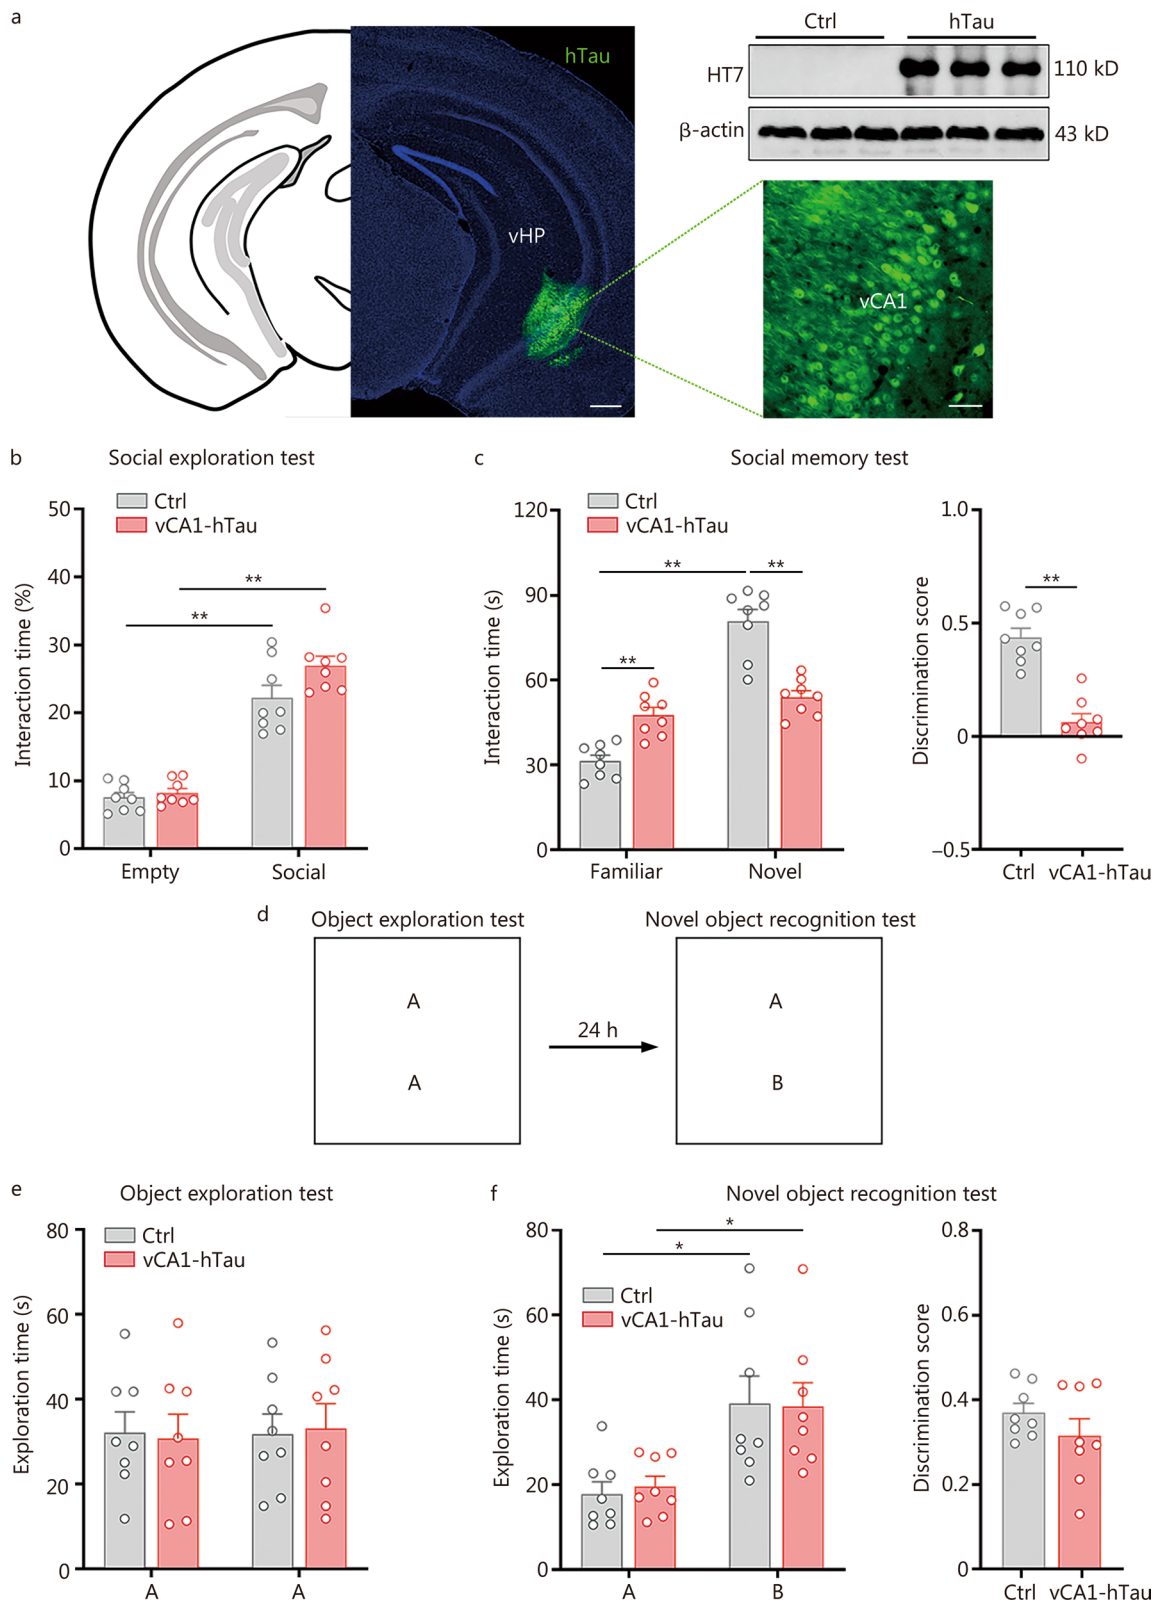 a
hTau
vHP
Ctrl hTau
HT7 110 kD
β-actin 43 kD
vCA1
b Social exploration test
Ctrl
vCA1-hTau
Interaction time (%)
50
40
30
20
10
0
** **
Empty Social
c Social memory test
Ctrl
vCA1-hTau
Interaction time (s)
120
90
60
30
0
** ** **
Familiar Novel
Discrimination score
1.0
0.5
0
–0.5
**
Ctrl vCA1-hTau
d
Object exploration test
A
A
24 h
Novel object recognition test
A
B
e Object exploration test
Ctrl
vCA1-hTau
Exploration time (s)
80
60
40
20
0
A A
f Novel object recognition test
Ctrl
vCA1-hTau
Exploration time (s)
80
60
40
20
0
* *
A B
Discrimination score
0.8
0.6
0.4
0.2
0
Ctrl vCA1-hTau